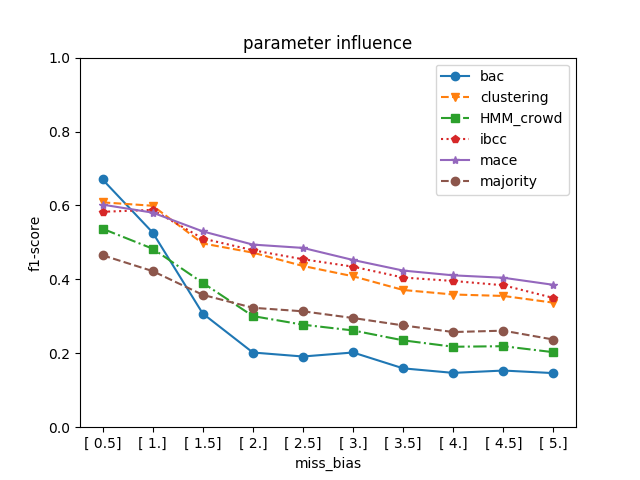 parameter influence
1.0
0.8
0.6
0.4
0.2
0.0
f1-score
bac
clustering
HMM_crowd
ibcc
mace
majority
[ 0.5] [ 1.] [ 1.5] [ 2.] [ 2.5] [ 3.] [ 3.5] [ 4.] [ 4.5] [ 5.]
miss_bias